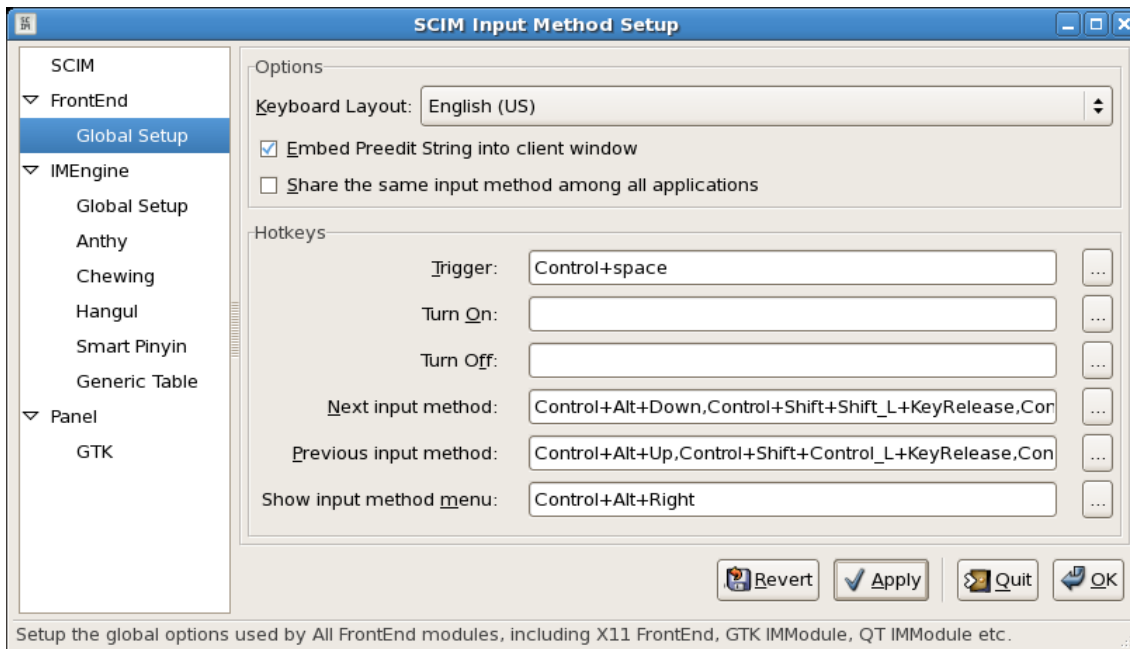 SCIM Input Method Setup
SCIM
FrontEnd
Global Setup
IMEngine
Global Setup
Anthy
Chewing
Hangul
Smart Pinyin
Generic Table
Panel
GTK
Options
Keyboard Layout: English (US)
Embed Preedit String into client window
Share the same input method among all applications
Hotkeys
Trigger: Control+space ...
Turn On: ...
Turn Off: ...
Next input method: Control+Alt+Down,Control+Shift+Shift_L+KeyRelease,Con ...
Previous input method: Control+Alt+Up,Control+Shift+Control_L+KeyRelease,Con ...
Show input method menu: Control+Alt+Right ...
Revert Apply Quit OK
Setup the global options used by All FrontEnd modules, including X11 FrontEnd, GTK IMModule, QT IMModule etc.